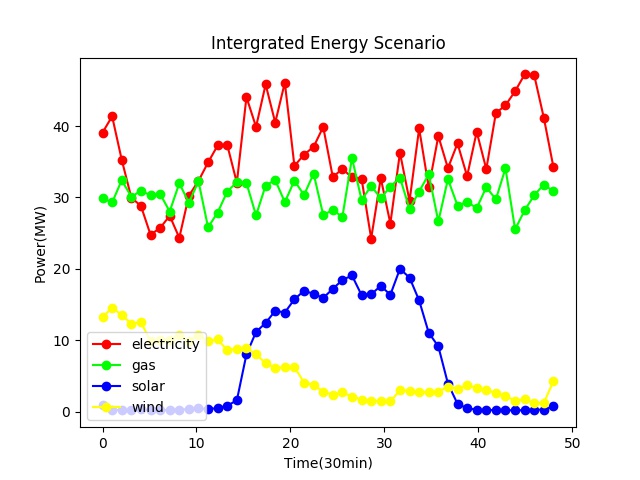 Intergrated Energy Scenario
Power(MW)
40
30
20
10
0
electricity
gas
solar
wind
0 10 20 30 40 50
Time(30min)